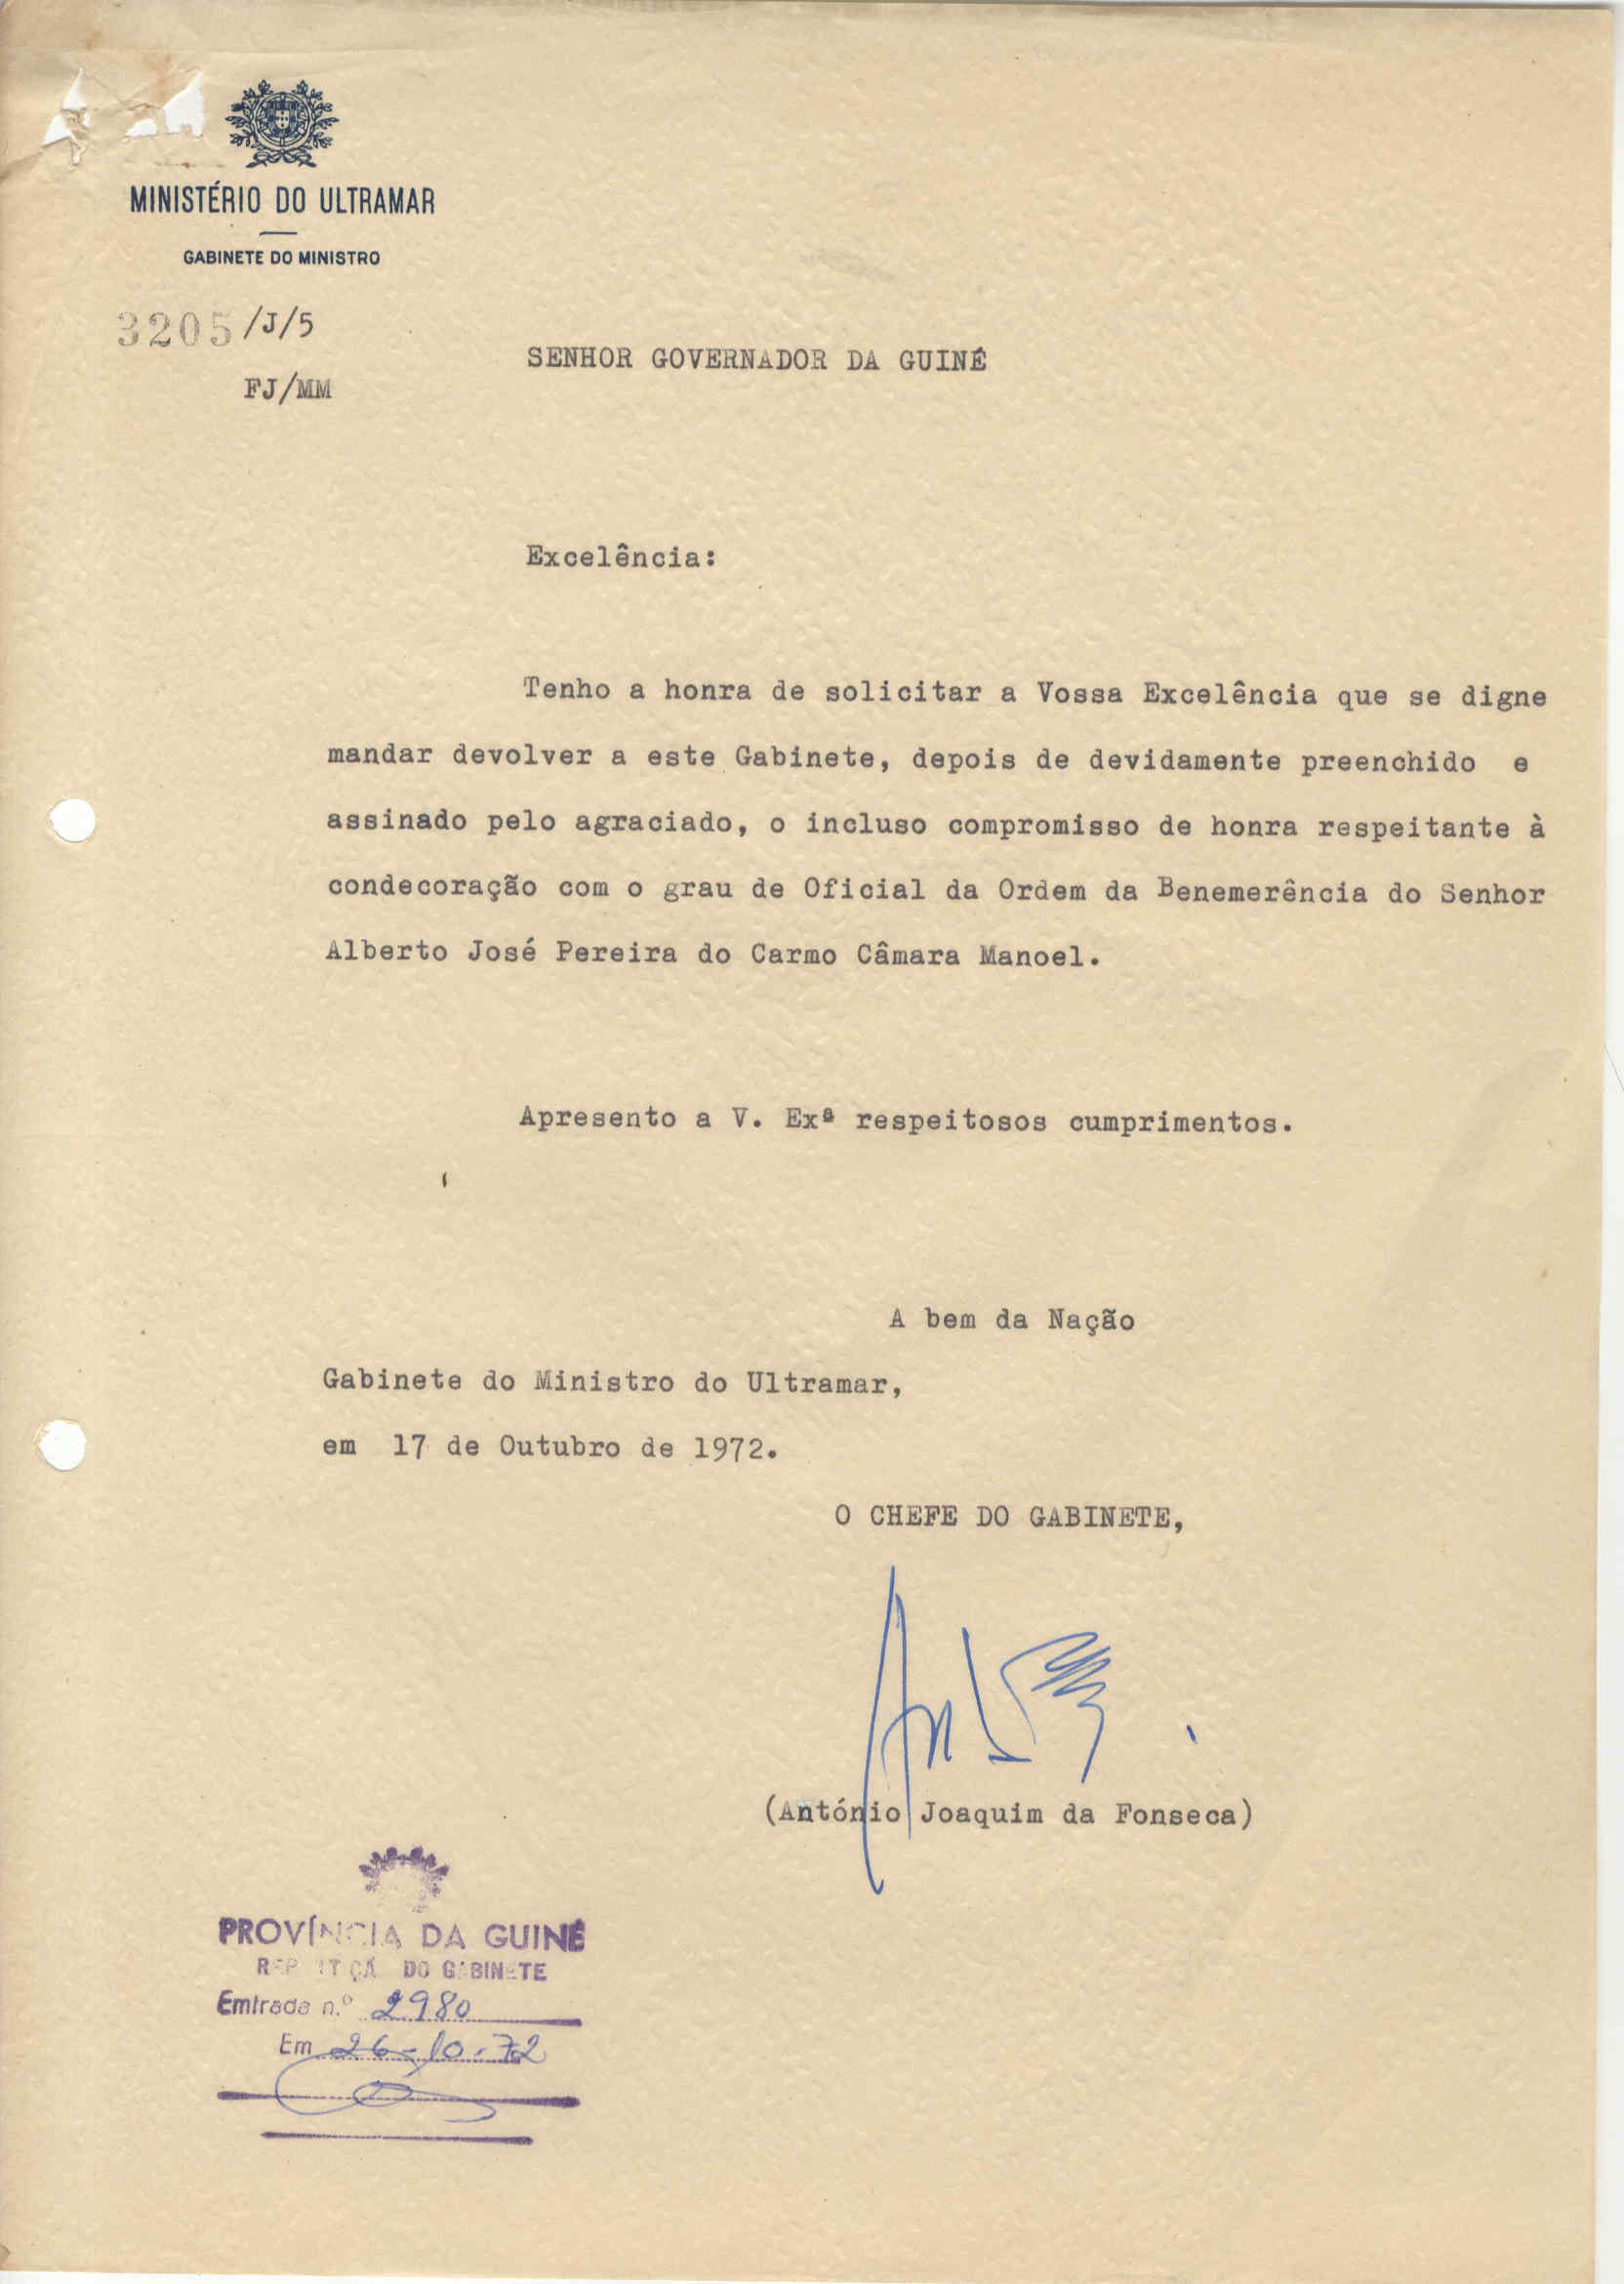 MINISTÉRIO DO ULTRAMAR
GABINETE DO MINISTRO
3205/J/5
FJ/MM
SENHOR GOVERNADOR DA GUINÉ
Excelência:
Tenho a honra de solicitar a Vossa Excelência que se digne
mandar devolver a este Gabinete, depois de devidamente preenchido e
assinado pelo agraciado, o incluso compromisso de honra respeitante à
condecoração com o grau de Oficial da Ordem da Benemerência do Senhor
Alberto José Pereira do Carmo Câmara Manoel.
Apresento a V. Exª respeitosos cumprimentos.
A bem da Nação
Gabinete do Ministro do Ultramar,
em 17 de Outubro de 1972.
O CHEFE DO GABINETE,
(António Joaquim da Fonseca)
PROVÍNCIA DA GUINÉ
REPARTIÇÃO DO GABINETE
Entrada n.º 2980
Em 26-10-72